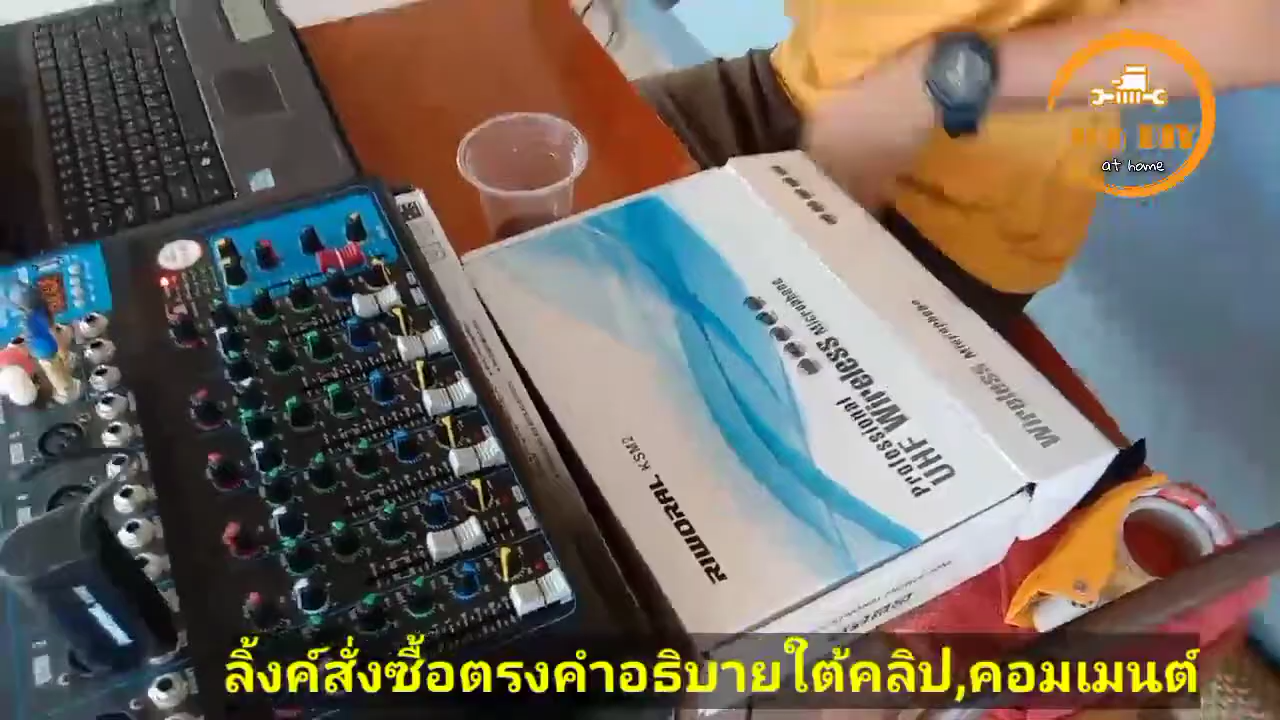 DIY
at home
Wireless Microphone
Professional
UHF Wireless Microphone
RIWORRAL KSM2
ลิ้งค์สั่งซื้อตรงคำอธิบายใต้คลิป,คอมเมนต์